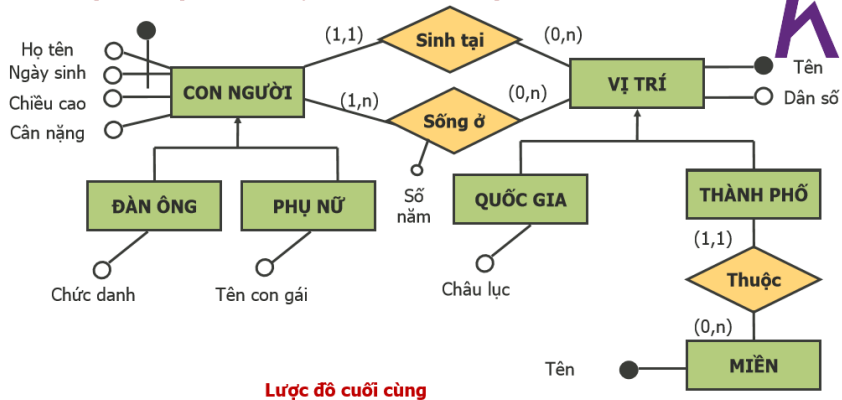 (1,1)
Sinh tại
(0,n)
Họ tên
Ngày sinh
Chiều cao
Cân nặng
CON NGƯỜI
(1,n)
Sống ở
(0,n)
VỊ TRÍ
Tên
Dân số
ĐÀN ÔNG
PHỤ NỮ
Số
năm
QUỐC GIA
THÀNH PHỐ
Chức danh
Tên con gái
Châu lục
(1,1)
Thuộc
(0,n)
Tên
MIỀN
Lược đồ cuối cùng